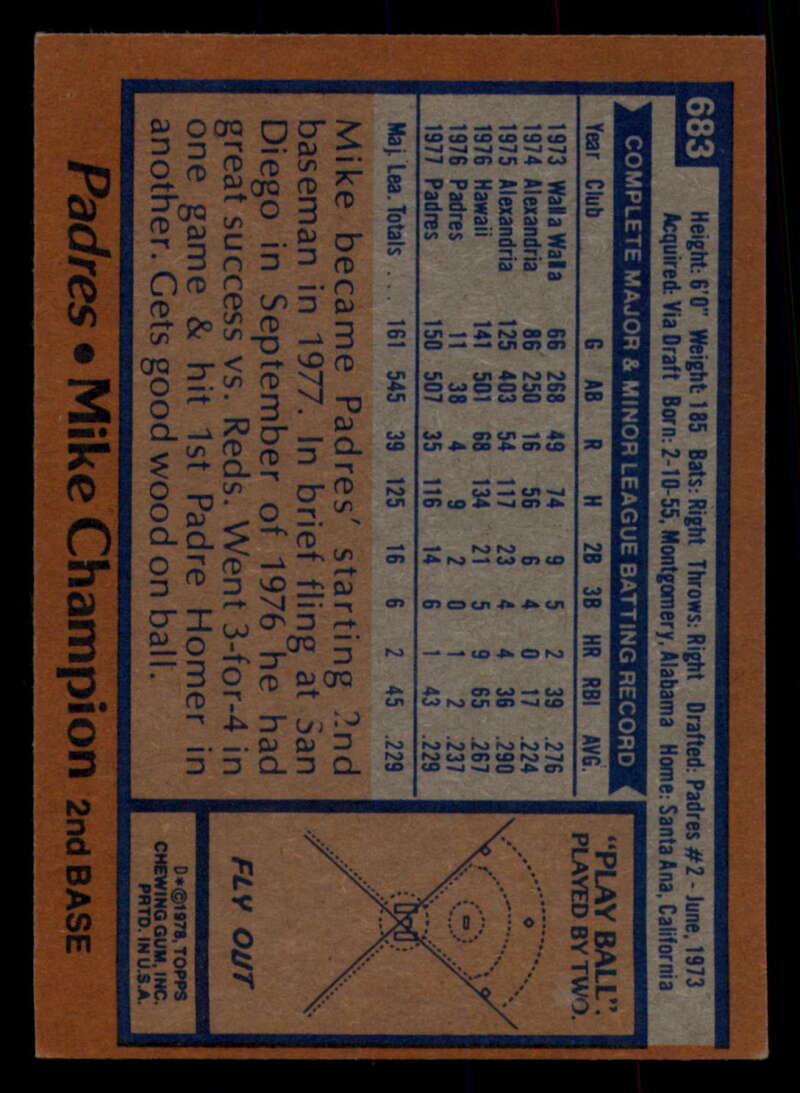 683
Height: 6'0" Weight: 185 Bats: Right Throws: Right Drafted: Padres #2 - June, 1973
Acquired: Via Draft Born: 2-10-55, Montgomery, Alabama Home: Santa Ana, California
COMPLETE MAJOR & MINOR LEAGUE BATTING RECORD
Year Club G AB R H 2B 3B HR RBI AVG.
1973 Walla Walla 66 268 49 74 9 5 2 39 .276
1974 Alexandria 86 250 16 56 6 4 0 17 .224
1975 Alexandria 125 403 54 117 23 4 4 36 .290
1976 Hawaii 141 501 68 134 21 5 9 65 .267
1976 Padres 11 38 4 9 2 0 1 2 .237
1977 Padres 150 507 35 116 14 6 1 43 .229
Maj. Lea. Totals ... 161 545 39 125 16 6 2 45 .229
Mike became Padres' starting 2nd
baseman in 1977. In brief fling at San
Diego in September of 1976 he had
great success vs. Reds. Went 3-for-4 in
one game & hit 1st Padre Homer in
another. Gets good wood on ball.
"PLAY BALL".
PLAYED BY TWO.
FLY OUT
D*©1978, TOPPS
CHEWING GUM, INC.
PRTD. IN U.S.A.
Padres • Mike Champion 2nd BASE